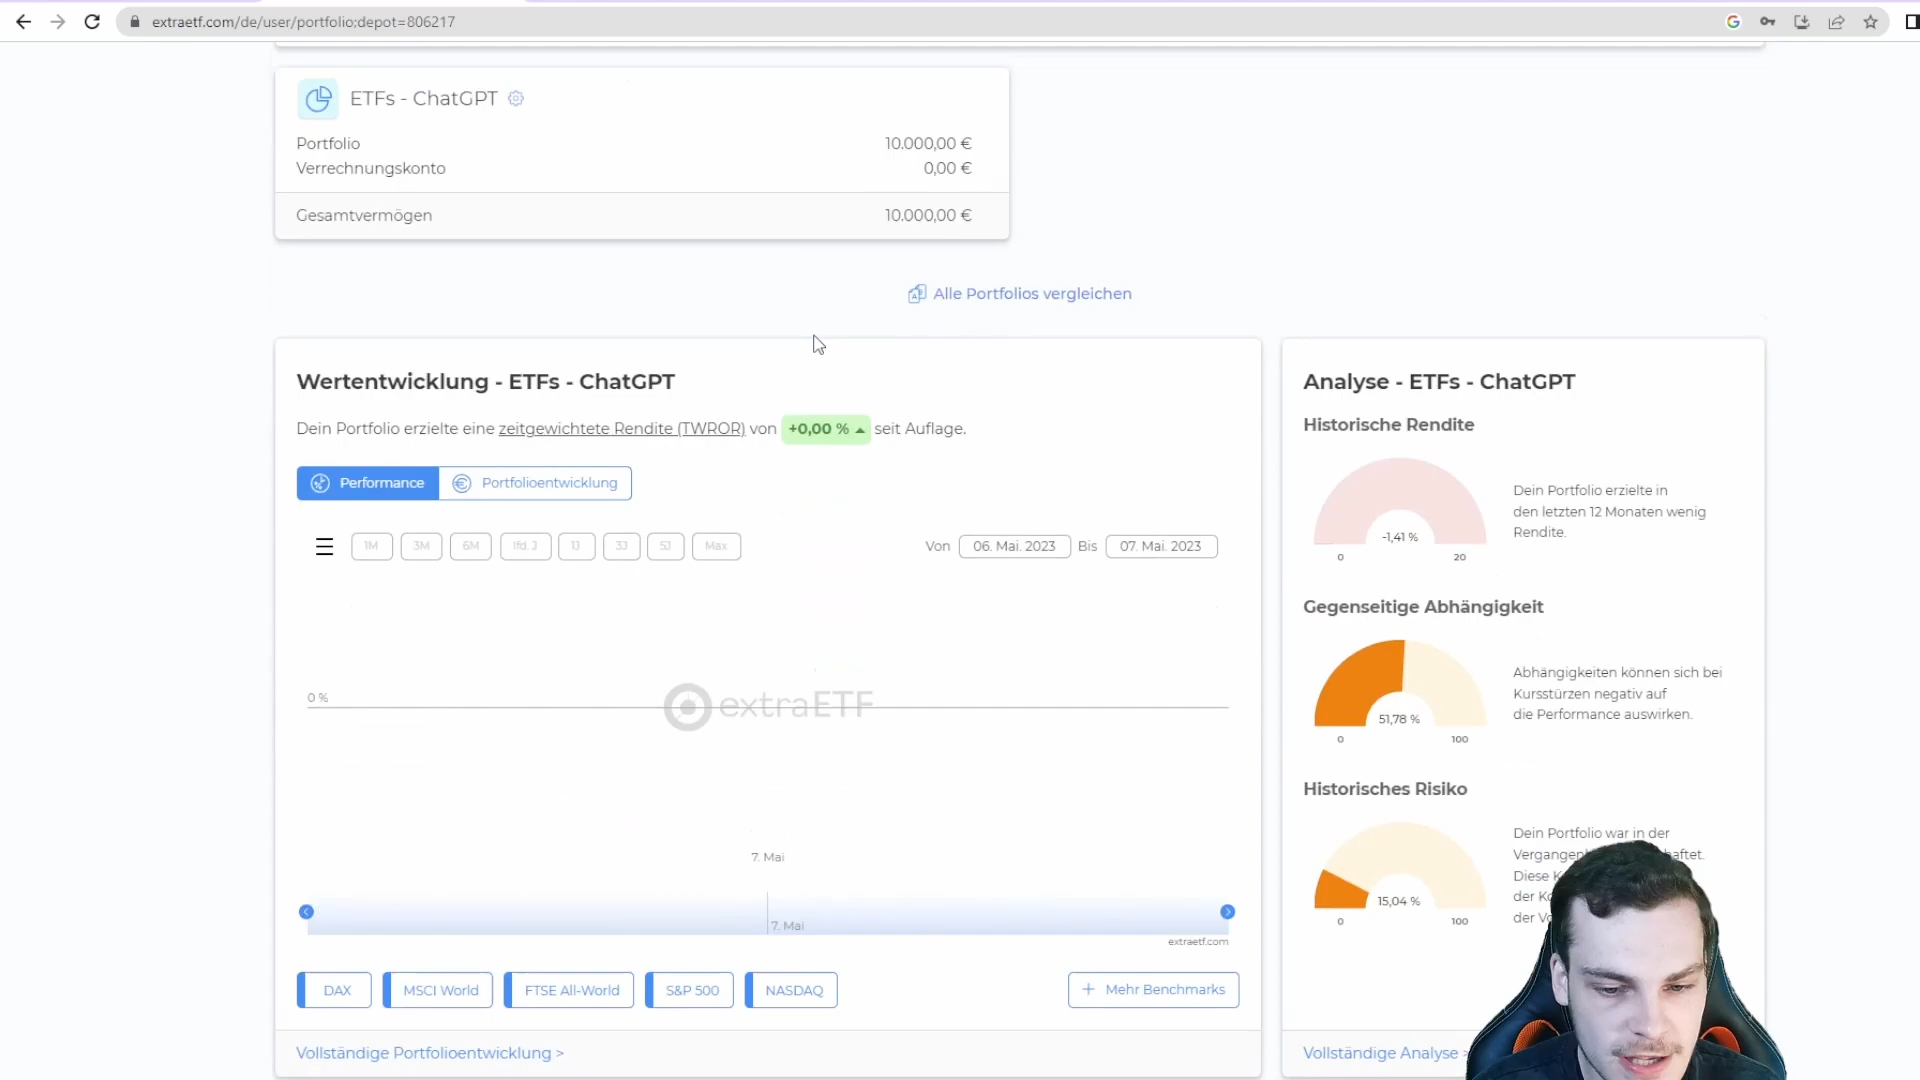 extraetf.com/de/user/portfolio;depot=806217
ETFs - ChatGPT
Portfolio 10.000,00 €
Verrechnungskonto 0,00 €
Gesamtvermögen 10.000,00 €
Alle Portfolios vergleichen
Wertentwicklung - ETFs - ChatGPT
Dein Portfolio erzielte eine zeitgewichtete Rendite (TWROR) von +0,00 % seit Auflage.
Performance Portfolioentwicklung
1M 3M 6M lfd. J 1J 3J 5J Max Von 06. Mai. 2023 Bis 07. Mai. 2023
0 %
extraETF
7. Mai
7. Mai
extraetf.com
DAX MSCI World FTSE All-World S&P 500 NASDAQ Mehr Benchmarks
Vollständige Portfolioentwicklung >
Analyse - ETFs - ChatGPT
Historische Rendite
-1,41 %
0 20
Dein Portfolio erzielte in
den letzten 12 Monaten wenig
Rendite.
Gegenseitige Abhängigkeit
51,78 %
0 100
Abhängigkeiten können sich bei
Kursstürzen negativ auf
die Performance auswirken.
Historisches Risiko
15,04 %
0 100
Dein Portfolio war in der
Diese
der
der
Vollständige Analyse >